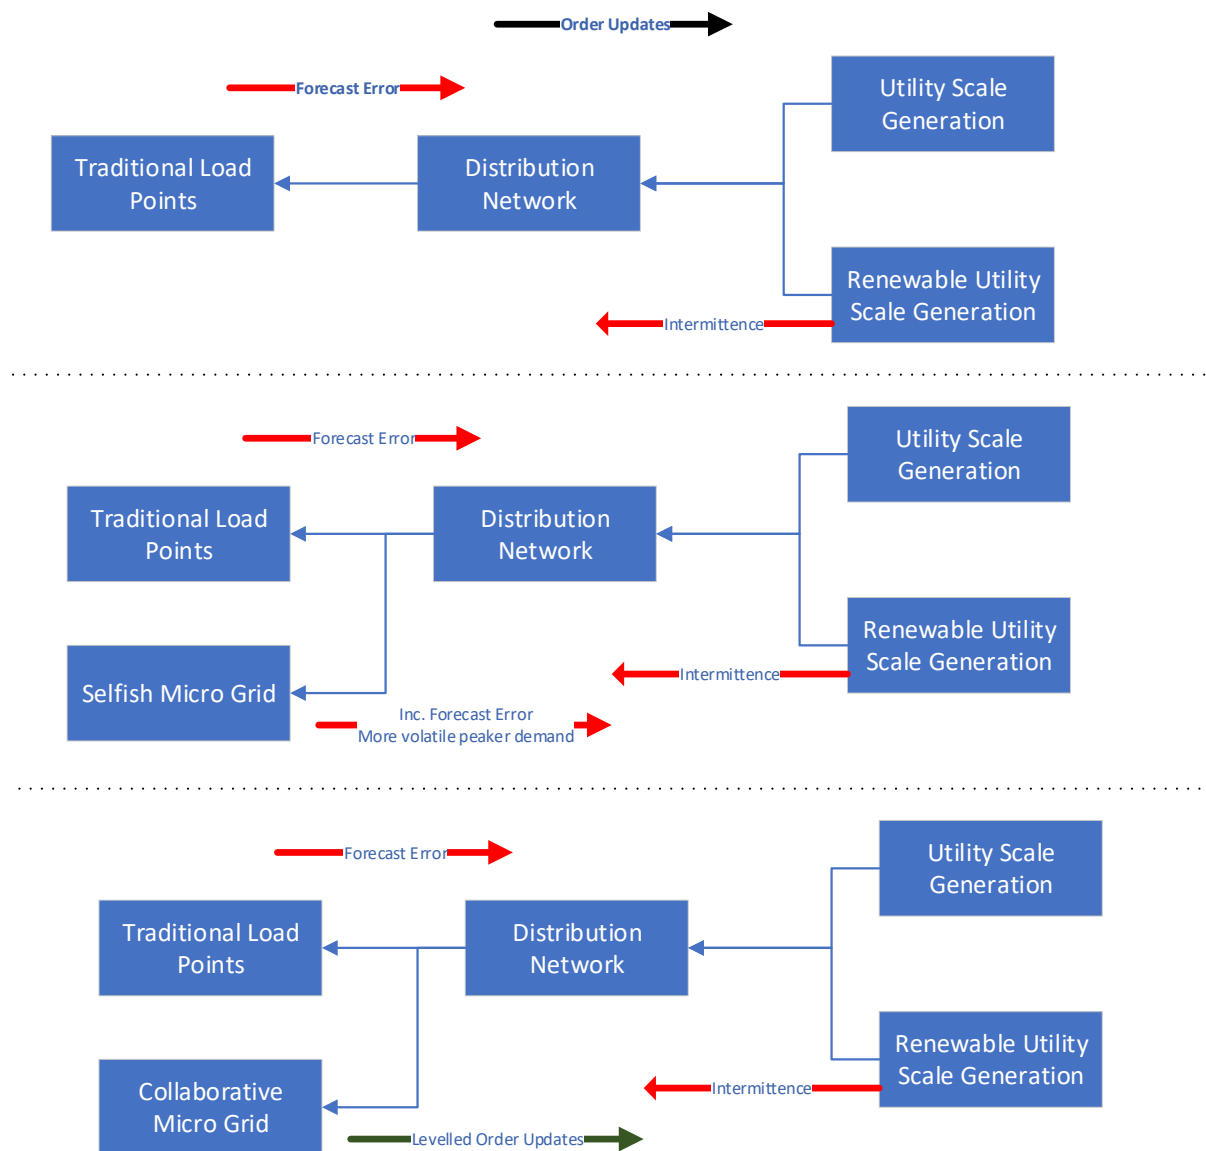 Order Updates
Forecast Error
Utility Scale
Generation
Traditional Load
Points
Distribution
Network
Renewable Utility
Scale Generation
Intermittence
Forecast Error
Utility Scale
Generation
Traditional Load
Points
Distribution
Network
Renewable Utility
Scale Generation
Selfish Micro Grid
Intermittence
Inc. Forecast Error
More volatile peaker demand
Forecast Error
Utility Scale
Generation
Traditional Load
Points
Distribution
Network
Renewable Utility
Scale Generation
Collaborative
Micro Grid
Intermittence
Levelled Order Updates